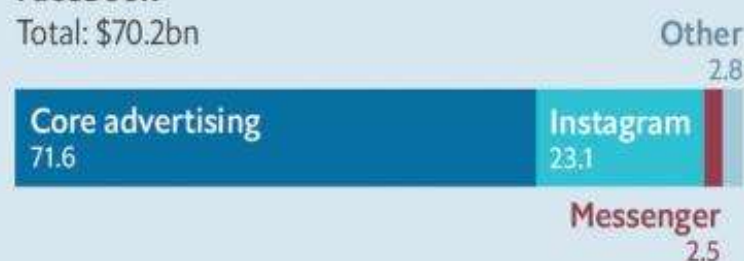 Total: $70.2bn
Other
2.8
Core advertising
71.6
Instagram
23.1
Messenger
2.5